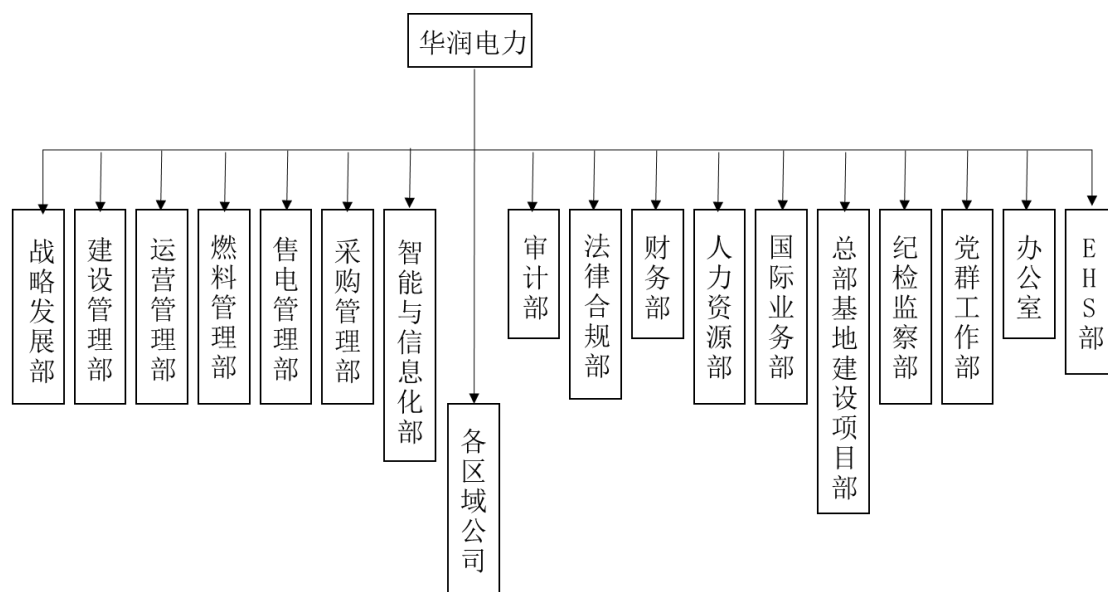 华润电力
战略发展部
建设管理部
运营管理部
燃料管理部
售电管理部
采购管理部
智能与信息化部
各区域公司
审计部
法律合规部
财务部
人力资源部
国际业务部
总部基地建设项目部
纪检监察部
党群工作部
办公室
EHS部